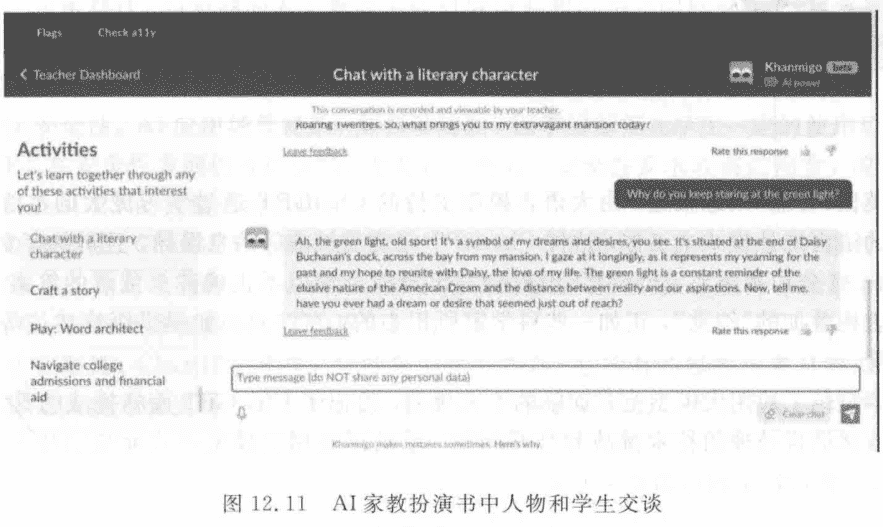 Flags Check a11y
< Teacher Dashboard
Chat with a literary character
Khanmigo beta
AI power
This conversation is recorded and viewable by your teacher.
Roaring Twenties. So, what brings you to my extravagant mansion today?
Leave feedback
Rate this response
Why do you keep staring at the green light?
Activities
Let's learn together through any
of these activities that interest
you!
Chat with a literary
character
Craft a story
Play: Word architect
Navigate college
admissions and financial
aid
Ah, the green light, old sport! It's a symbol of my dreams and desires, you see. It's situated at the end of Daisy
Buchanan's dock, across the bay from my mansion. I gaze at it longingly, as it represents my yearning for the
past and my hope to reunite with Daisy, the love of my life. The green light is a constant reminder of the
elusive nature of the American Dream and the distance between reality and our aspirations. Now, tell me,
have you ever had a dream or desire that seemed just out of reach?
Leave feedback
Rate this response
Type message (do NOT share any personal data)
chat
Khanmigo makes mistakes sometimes. Here's why.
图 12.11 AI 家教扮演书中人物和学生交谈